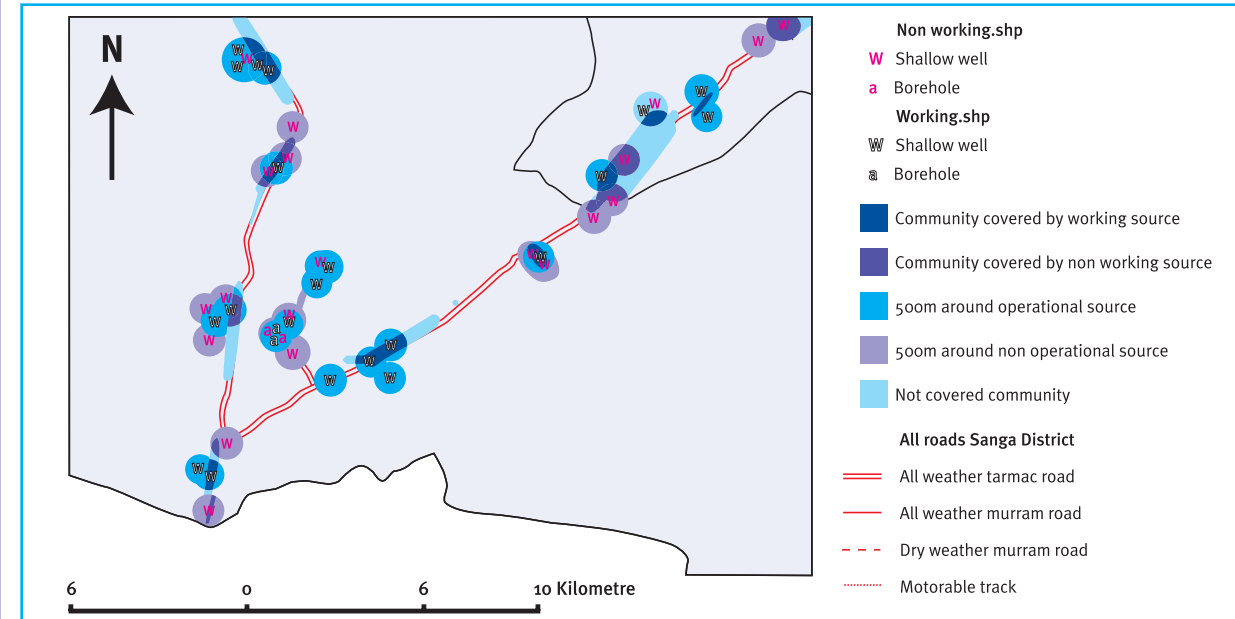 N
Non working.shp
W Shallow well
a Borehole
Working.shp
W Shallow well
a Borehole
Community covered by working source
Community covered by non working source
500m around operational source
500m around non operational source
Not covered community
All roads Sanga District
All weather tarmac road
All weather murram road
Dry weather murram road
Motorable track
6 0 6 10 Kilometre